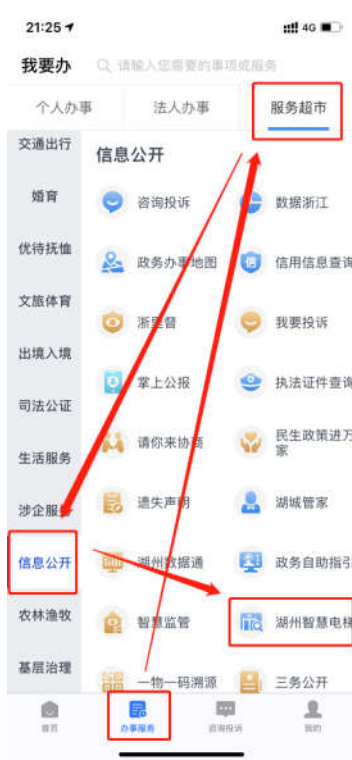 21:25
4G
我要办
请输入您需要的事项或服务
个人办事
法人办事
服务超市
交通出行
婚育
优待抚恤
文旅体育
出境入境
司法公证
生活服务
涉企服务
信息公开
农林渔牧
基层治理
信息公开
咨询投诉
数据浙江
政务办事地图
信用信息查询
浙里督
我要投诉
掌上公报
执法证件查询
请你来协商
民生政策进万
家
遗失声明
湖城管家
湖州数据通
政务自助指引
智慧监管
湖州智慧电梯
一物一码溯源
三务公开
首页
办事服务
咨询投诉
我的